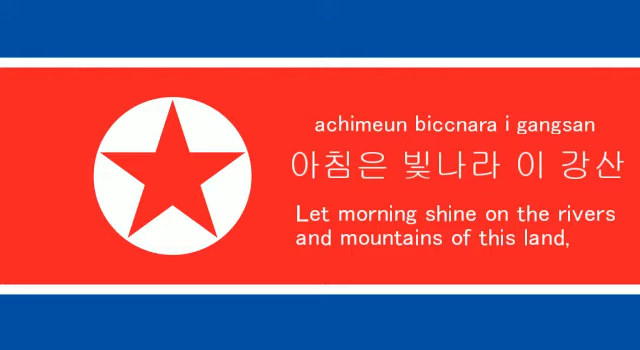 achimeun biccnara i gangsan
아침은 빛나라 이 강산
Let morning shine on the rivers
and mountains of this land,